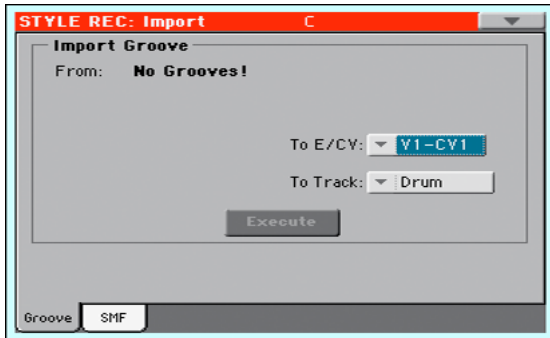 STYLE REC: Import C
Import Groove
From: No Grooves!
To E/CV: V1-CV1
To Track: Drum
Execute
Groove SMF